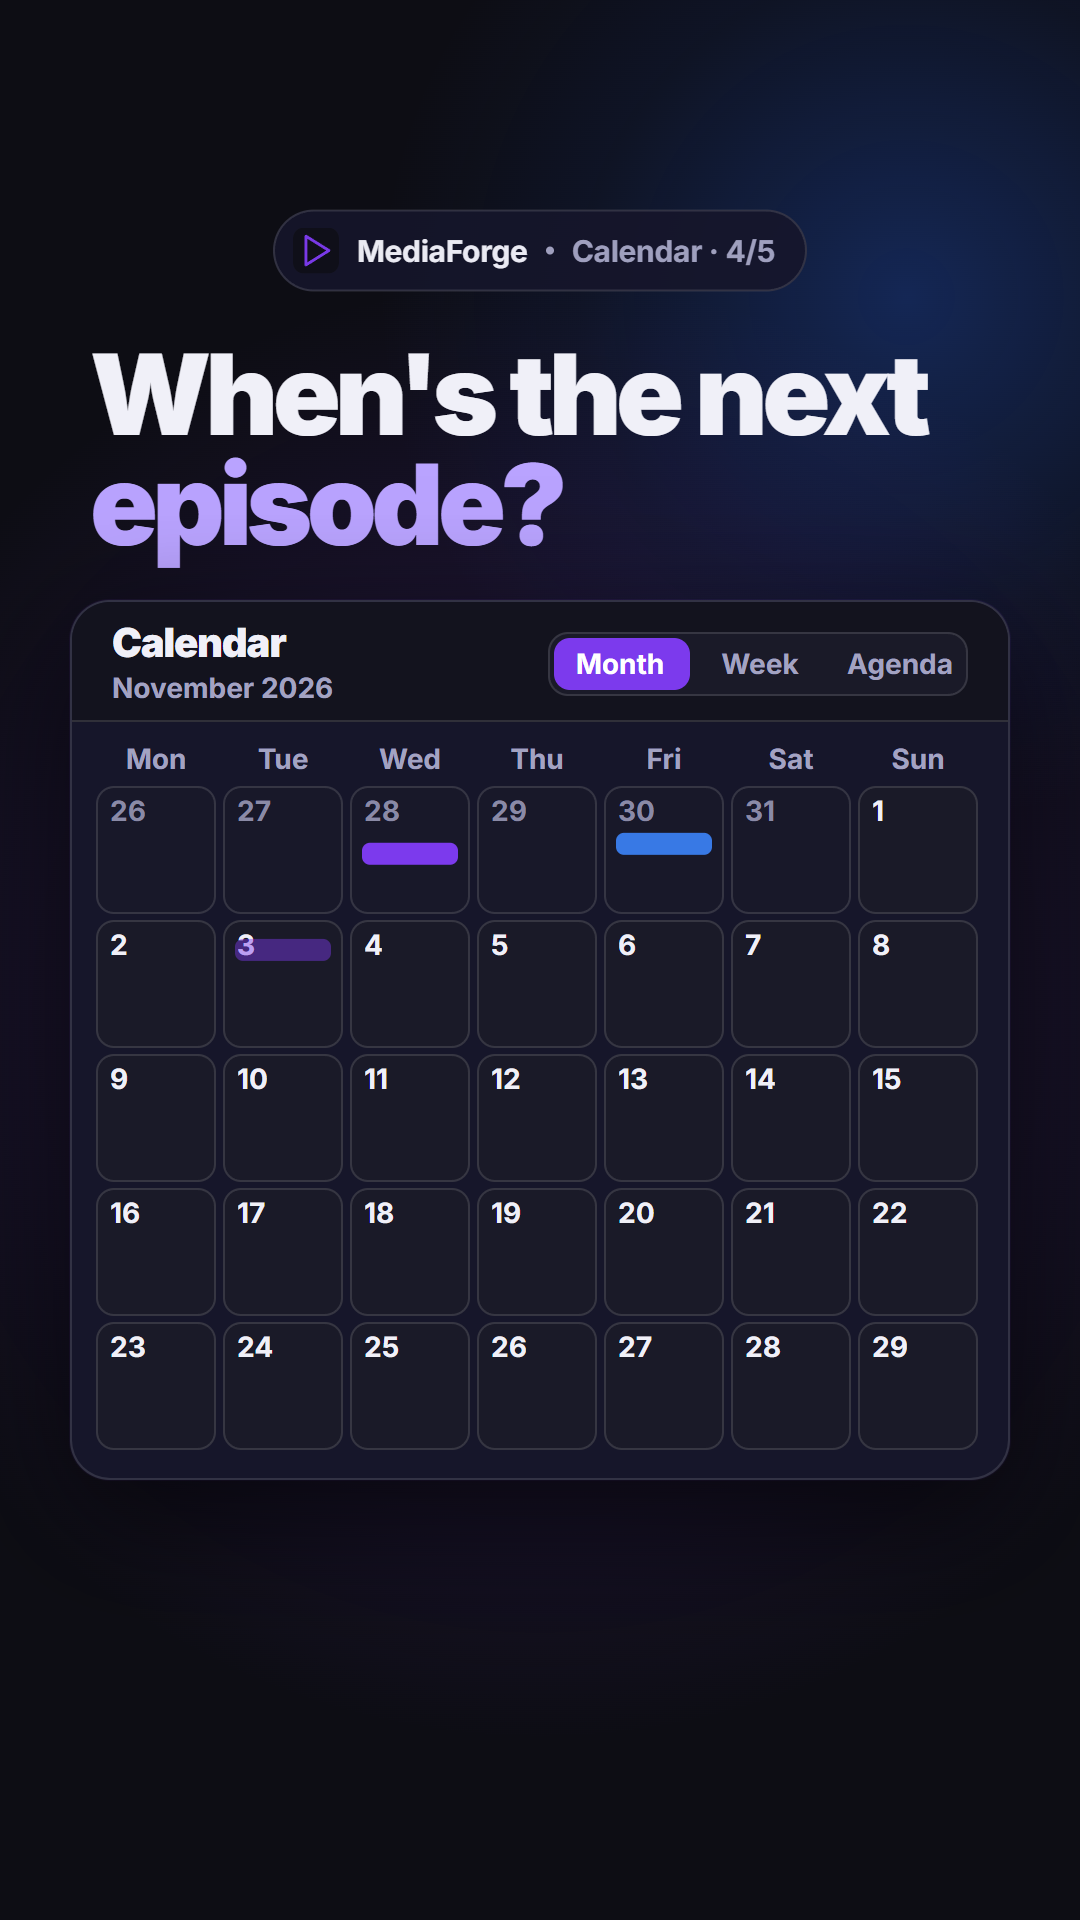 MediaForge • Calendar · 4/5
When's the next
episode?
Calendar
November 2026
Month Week Agenda
Mon Tue Wed Thu Fri Sat Sun
26 27 28 29 30 31 1
2 3 4 5 6 7 8
9 10 11 12 13 14 15
16 17 18 19 20 21 22
23 24 25 26 27 28 29